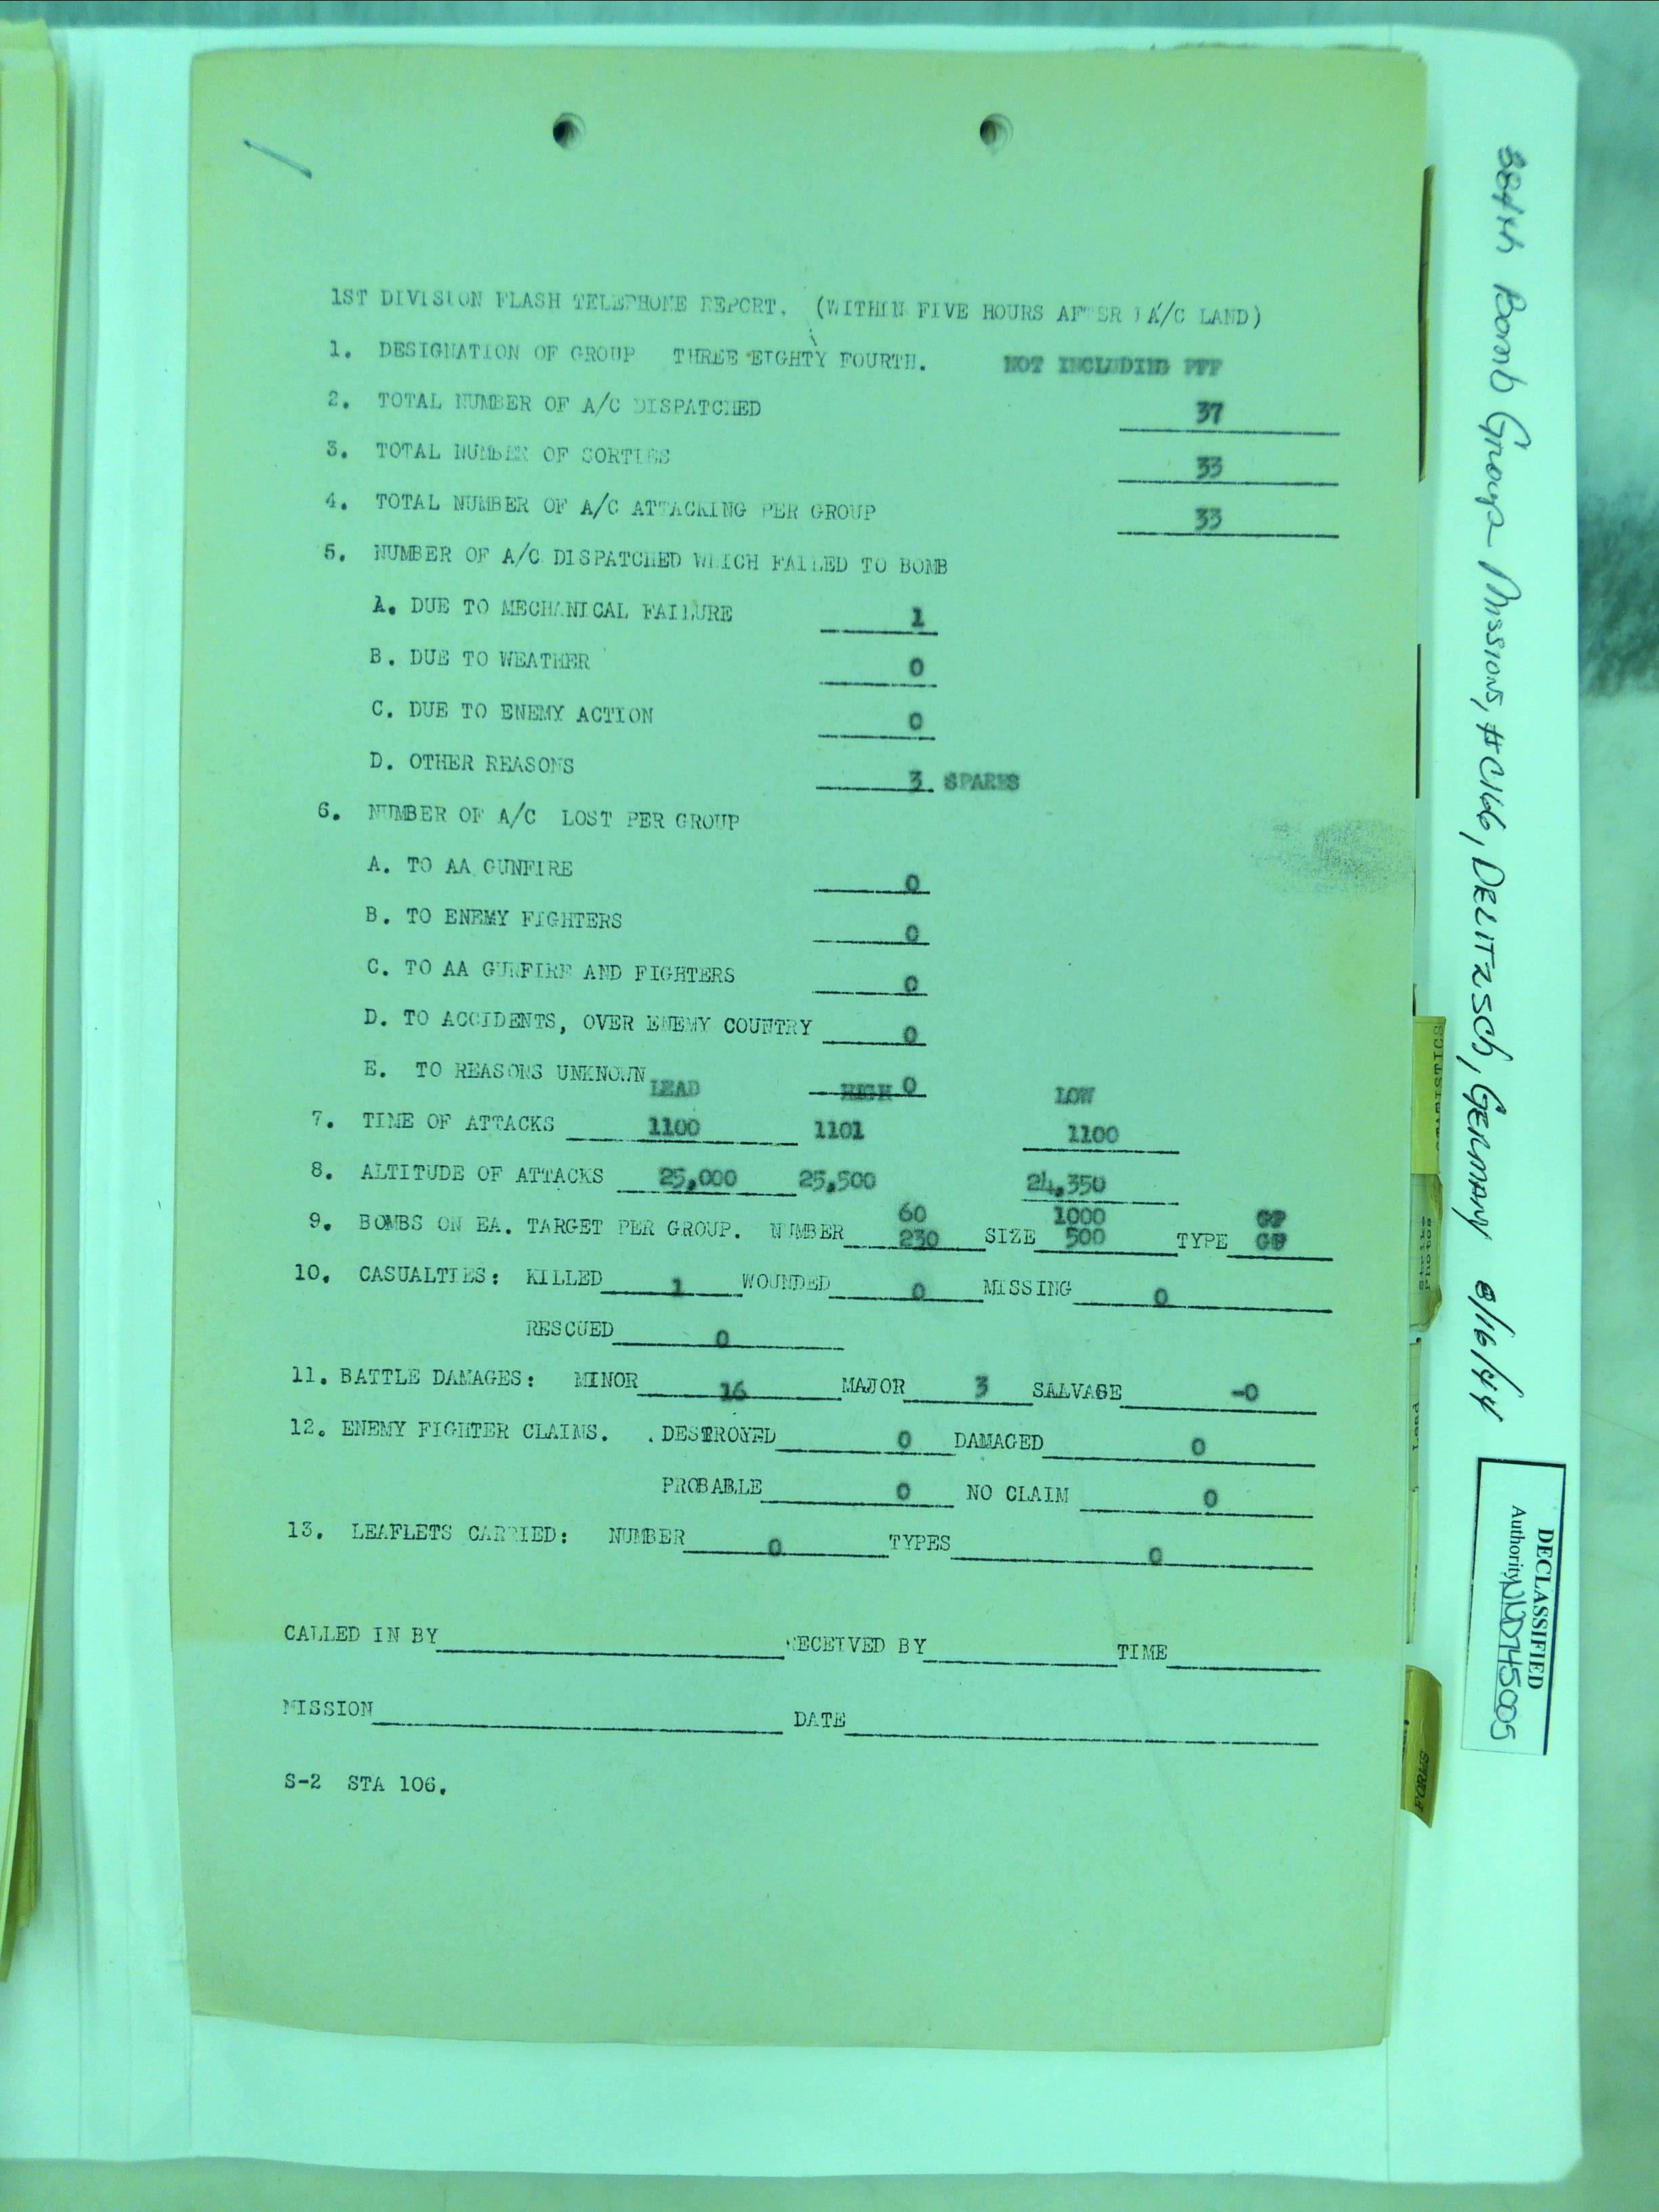 1ST DIVISION FLASH TELEPHONE REPORT. (WITHIN FIVE HOURS AFTER A/C LAND)
1. DESIGNATION OF GROUP THREE EIGHTY FOURTH. NOT INCLUDING PFF
2. TOTAL NUMBER OF A/C DISPATCHED 37
3. TOTAL NUMBER OF SORTIES 33
4. TOTAL NUMBER OF A/C ATTACKING PER GROUP 33
5. NUMBER OF A/C DISPATCHED WHICH FAILED TO BOMB
A. DUE TO MECHANICAL FAILURE 1
B. DUE TO WEATHER 0
C. DUE TO ENEMY ACTION 0
D. OTHER REASONS 3 SPARES
6. NUMBER OF A/C LOST PER GROUP
A. TO AA GUNFIRE 0
B. TO ENEMY FIGHTERS 0
C. TO AA GUNFIRE AND FIGHTERS 0
D. TO ACCIDENTS, OVER ENEMY COUNTRY 0
E. TO REASONS UNKNOWN 0
LEAD HIGH LOW
7. TIME OF ATTACKS 1100 1101 1100
8. ALTITUDE OF ATTACKS 25,000 25,500 24,350
60 1000 GP
9. BOMBS ON EA. TARGET PER GROUP. NUMBER 230 SIZE 500 TYPE GP
10. CASUALTIES: KILLED 1 WOUNDED 0 MISSING 0
RESCUED 0
11. BATTLE DAMAGES: MINOR 16 MAJOR 3 SALVAGE -0
12. ENEMY FIGHTER CLAIMS. . DESTROYED 0 DAMAGED 0
PROBABLE 0 NO CLAIM 0
13. LEAFLETS CARRIED: NUMBER 0 TYPES 0
CALLED IN BY RECEIVED BY TIME
MISSION DATE
S-2 STA 106.
384th Bomb Group Missions, #C166, DELITZSCH, GERMANY 8/16/44
DECLASSIFIED
Authority NND745005
STATISTICS
Strike
Photos
Lead
FORMS